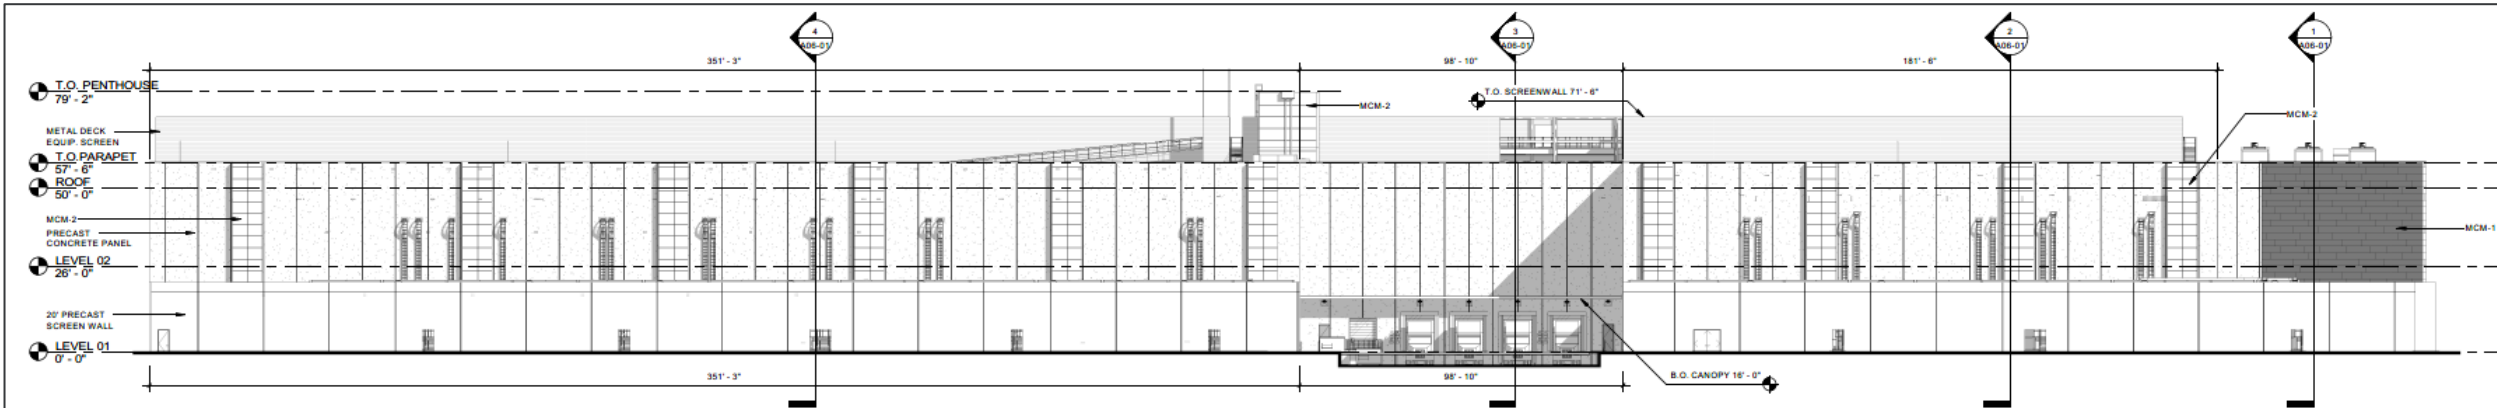 4
A06-01
3
A06-01
2
A06-01
1
A06-01
351' - 3"
98' - 10"
181' - 6"
T.O. PENTHOUSE
79' - 2"
T.O. SCREENWALL 71' - 6"
MCM-2
MCM-2
METAL DECK
EQUIP. SCREEN
T.O.PARAPET
57' - 6"
ROOF
50' - 0"
MCM-2
PRECAST
CONCRETE PANEL
MCM-1
LEVEL 02
26' - 0"
20' PRECAST
SCREEN WALL
LEVEL 01
0' - 0"
351' - 3"
98' - 10"
B.O. CANOPY 16' - 0"